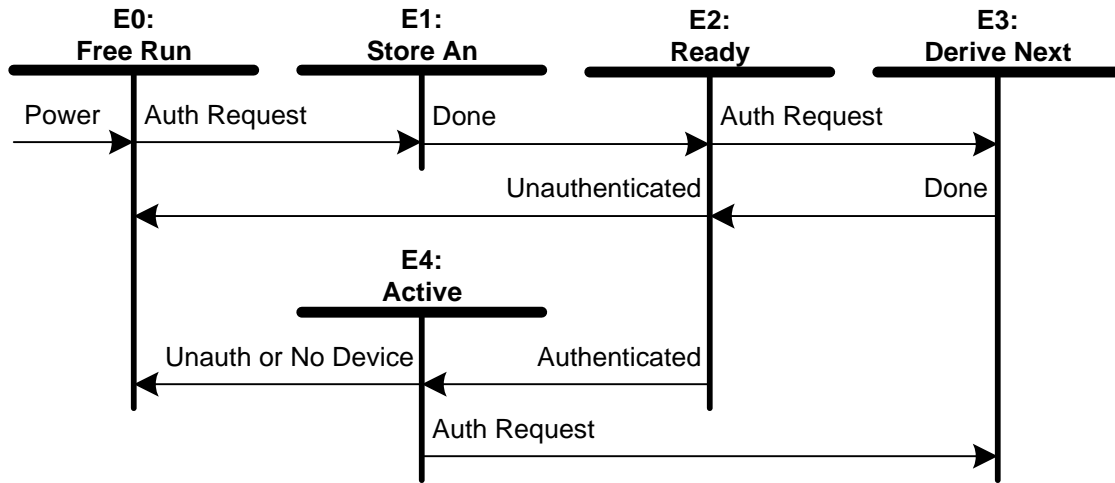 E0:
Free Run
E1:
Store An
E2:
Ready
E3:
Derive Next
Power
Auth Request
Done
Auth Request
Unauthenticated
Done
E4:
Active
Unauth or No Device
Authenticated
Auth Request